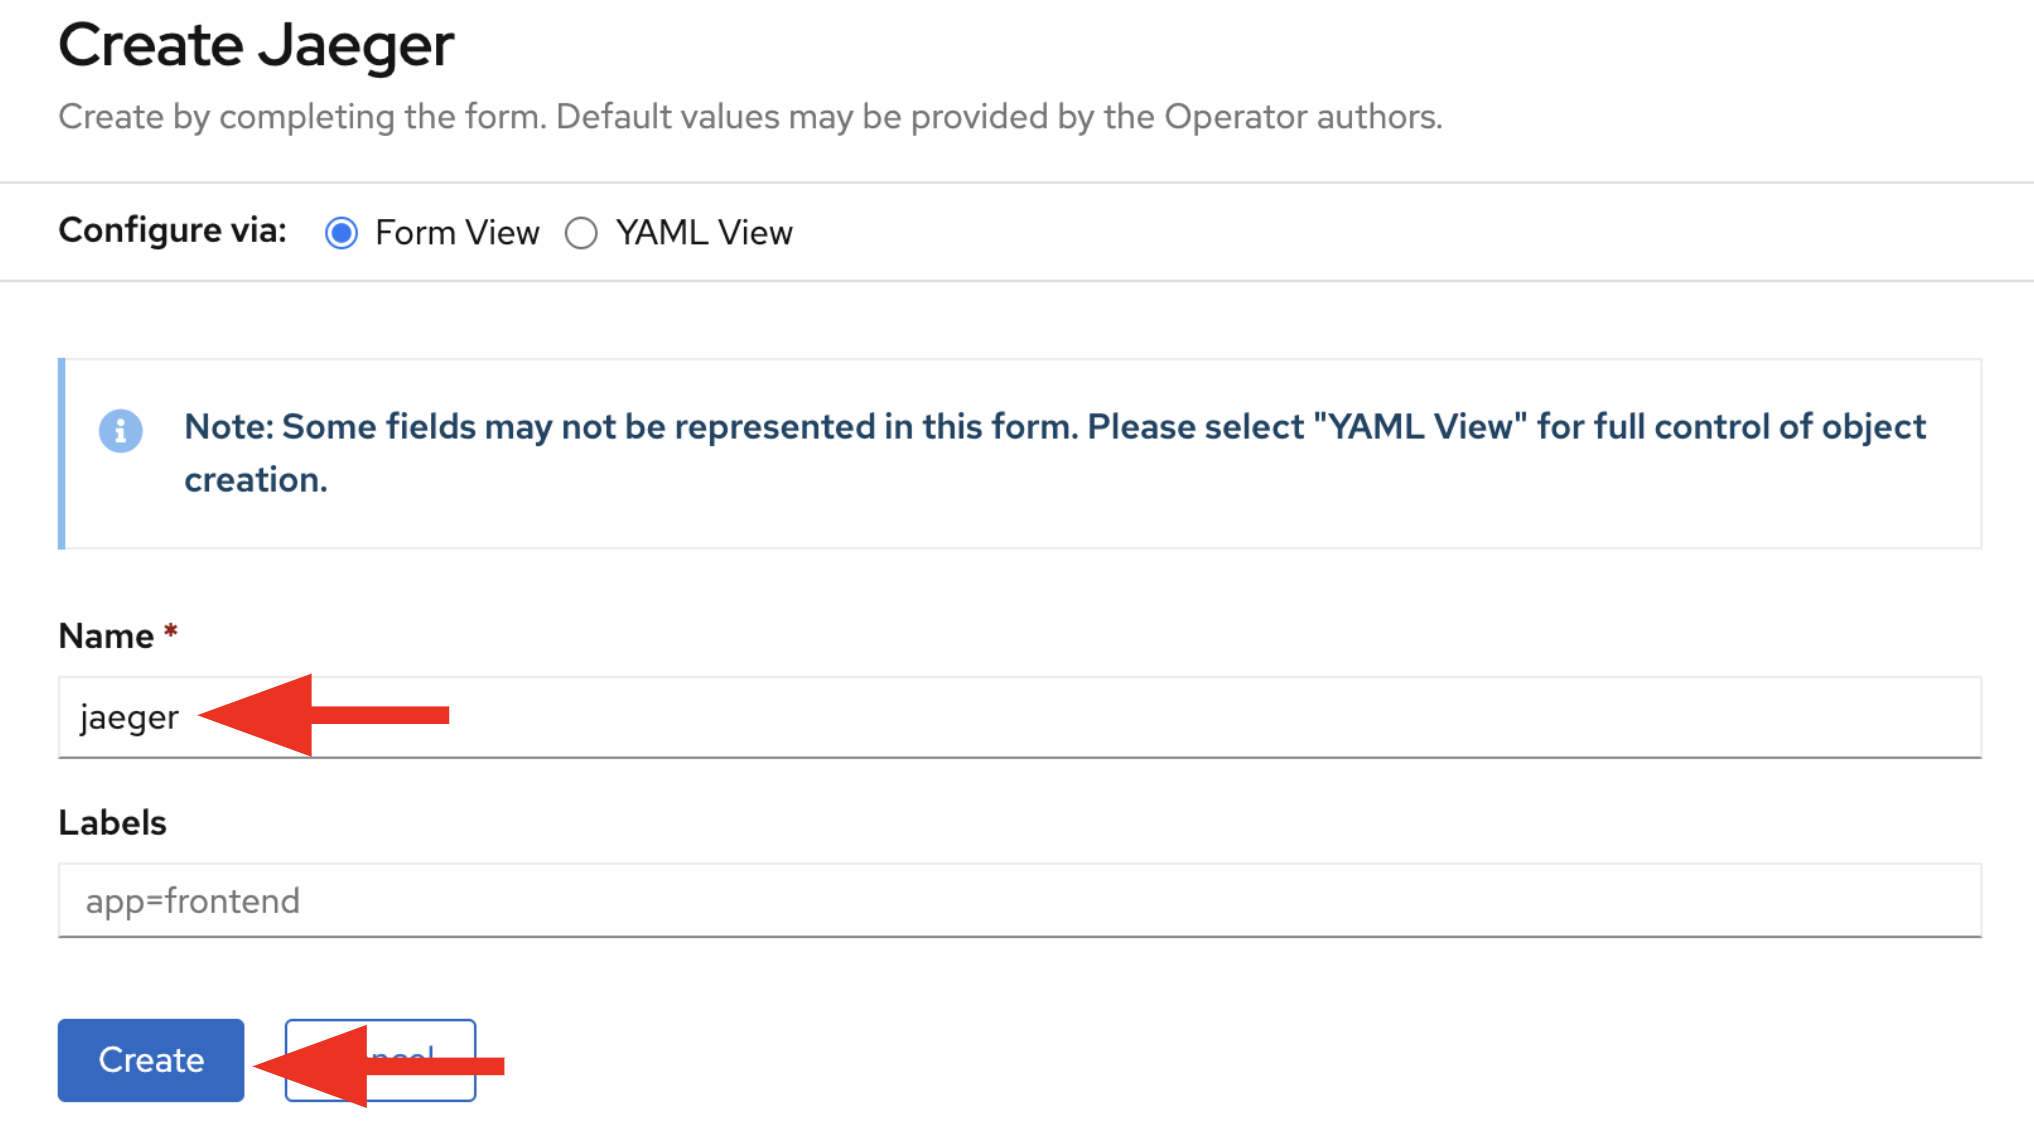 Create Jaeger
Create by completing the form. Default values may be provided by the Operator authors.
Configure via: Form View YAML View
Note: Some fields may not be represented in this form. Please select "YAML View" for full control of object
creation.
Name *
jaeger
Labels
app=frontend
Create